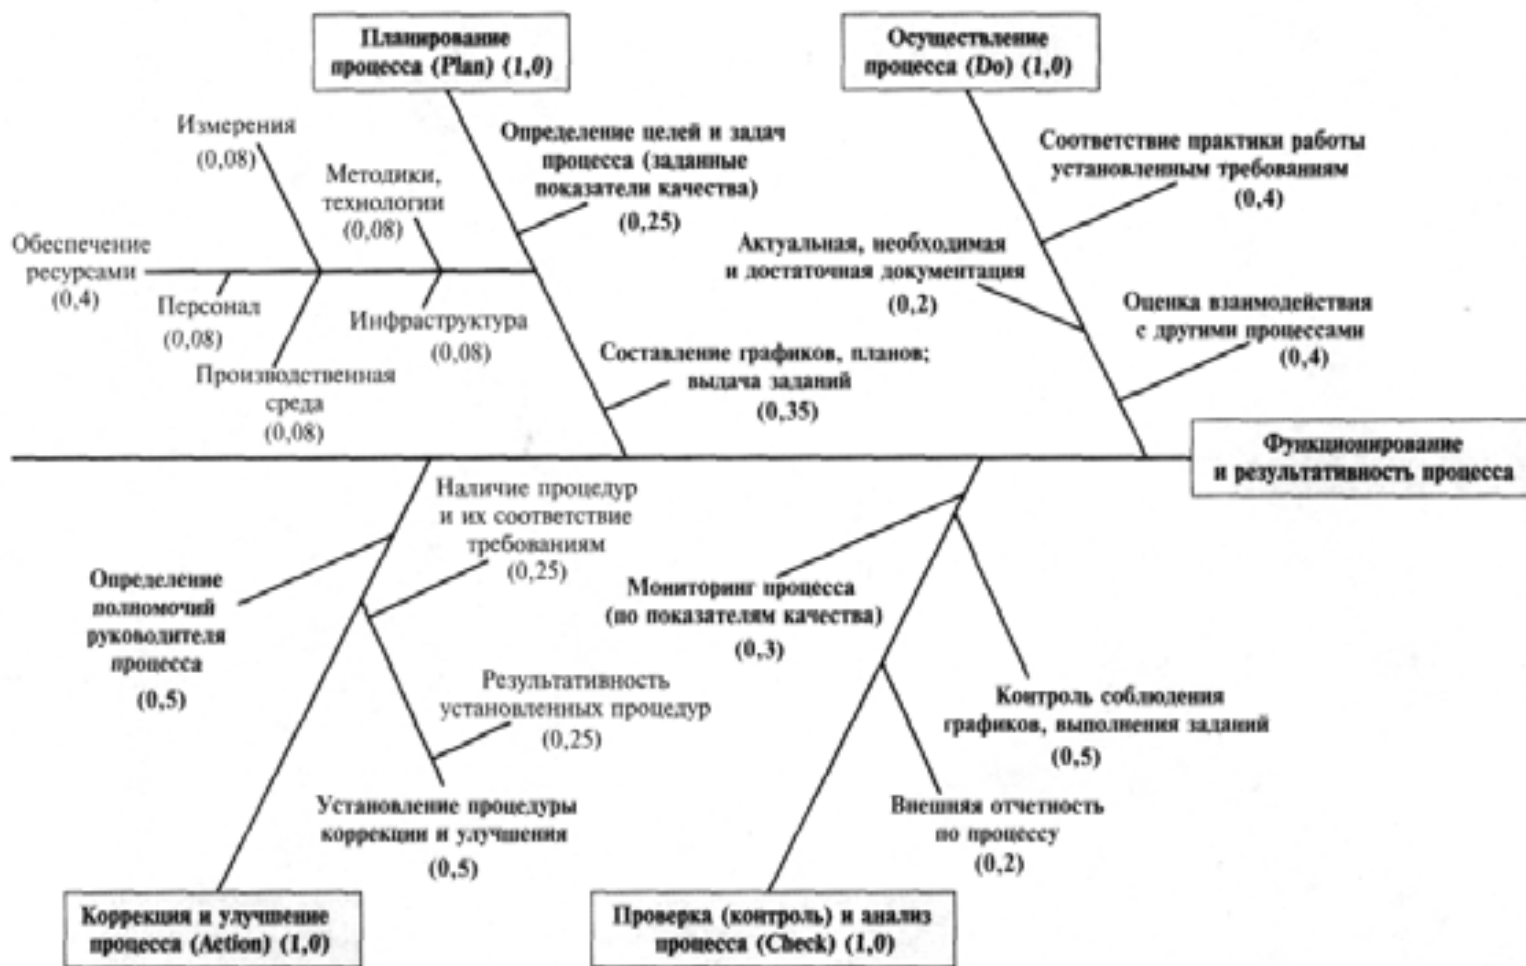 Планирование
процесса (Plan) (1,0)
Осуществление
процесса (Do) (1,0)
Измерения
(0,08)
Методики,
технологии
(0,08)
Определение целей и задач
процесса (заданные
показатели качества)
(0,25)
Соответствие практики работы
установленным требованиям
(0,4)
Обеспечение
ресурсами
(0,4)
Персонал
(0,08)
Инфраструктура
(0,08)
Производственная
среда
(0,08)
Составление графиков, планов;
выдача заданий
(0,35)
Актуальная, необходимая
и достаточная документация
(0,2)
Оценка взаимодействия
с другими процессами
(0,4)
Функционирование
и результативность процесса
Наличие процедур
и их соответствие
требованиям
(0,25)
Определение
полномочий
руководителя
процесса
(0,5)
Результативность
установленных процедур
(0,25)
Установление процедуры
коррекции и улучшения
(0,5)
Мониторинг процесса
(по показателям качества)
(0,3)
Контроль соблюдения
графиков, выполнения заданий
(0,5)
Внешняя отчетность
по процессу
(0,2)
Коррекция и улучшение
процесса (Action) (1,0)
Проверка (контроль) и анализ
процесса (Check) (1,0)